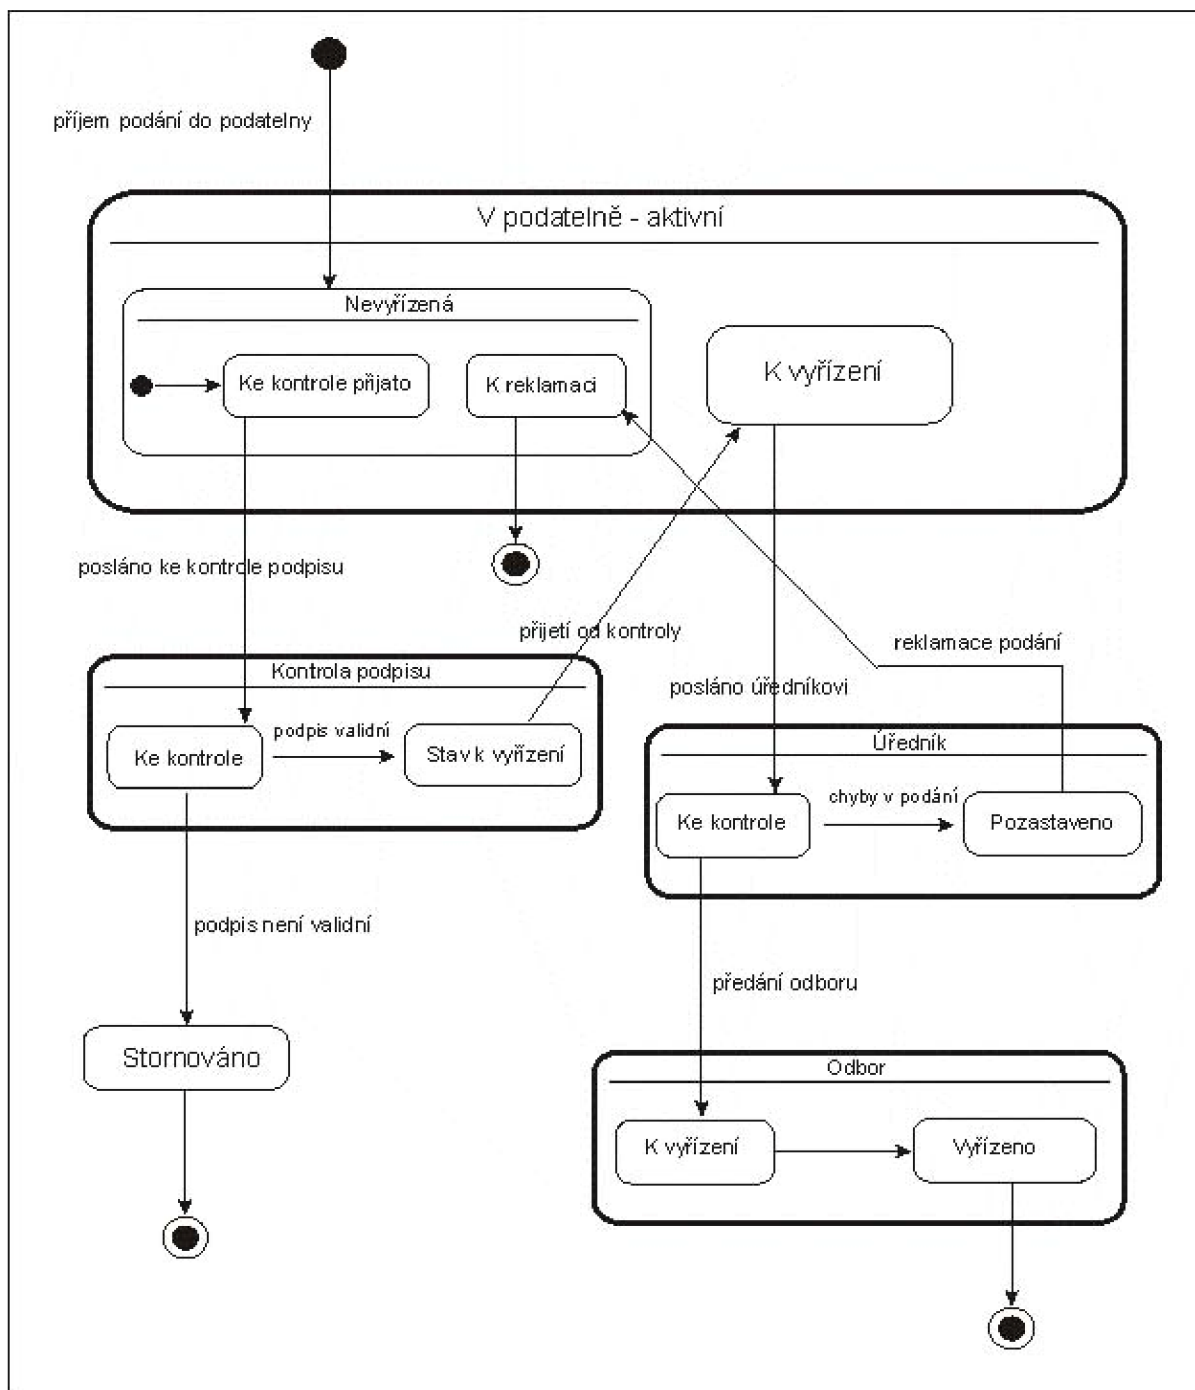 příjem podání do podatelny
V podatelně - aktivní
Nevyřízená
Ke kontrole přijato
K reklamaci
K vyřízení
posláno ke kontrole podpisu
přijetí od kontroly
reklamace podání
Kontrola podpisu
posláno úředníkovi
podpis validní
Ke kontrole
Stav k vyřízení
Úředník
chyby v podání
Ke kontrole
Pozastaveno
podpis není validní
předání odboru
Stornováno
Odbor
K vyřízení
Vyřízeno